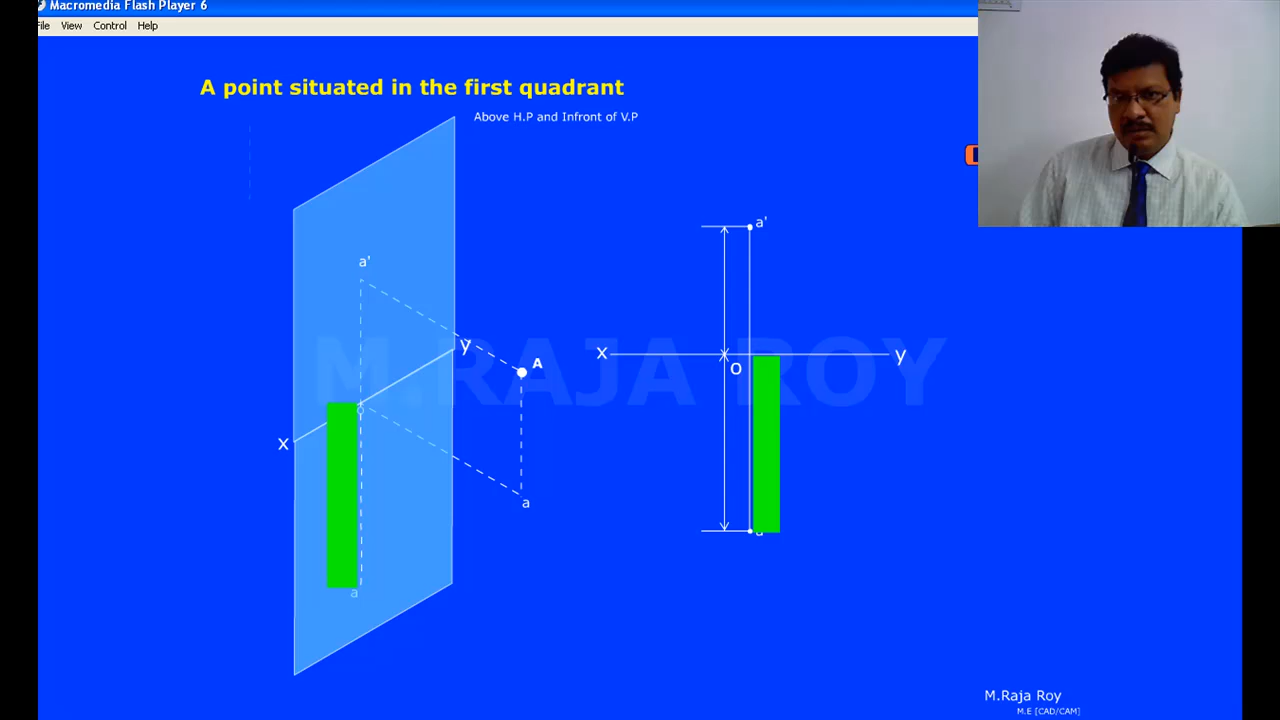 Macromedia Flash Player 6
File View Control Help
A point situated in the first quadrant
Above H.P and Infront of V.P
a'
a'
y
A
x
y
M.RAJA ROY
O
o
x
a
a
a
M.Raja Roy
M.E [CAD/CAM]